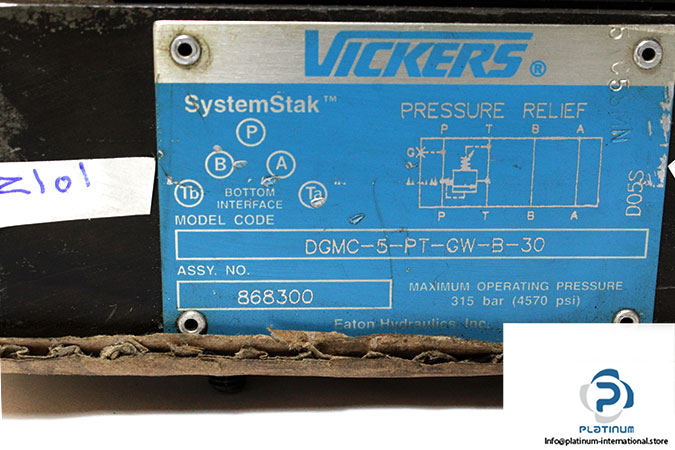 VICKERS®
SystemStak™
PRESSURE RELIEF
P
B A
Tb Ta
BOTTOM
INTERFACE
P T B A
G
P T B A
D05S
MODEL CODE
DGMC-5-PT-GW-B-30
ASSY. NO.
868300
MAXIMUM OPERATING PRESSURE
315 bar (4570 psi)
Eaton Hydraulics, Inc.
Z101
PLATINUM
Info@platinum-international.store